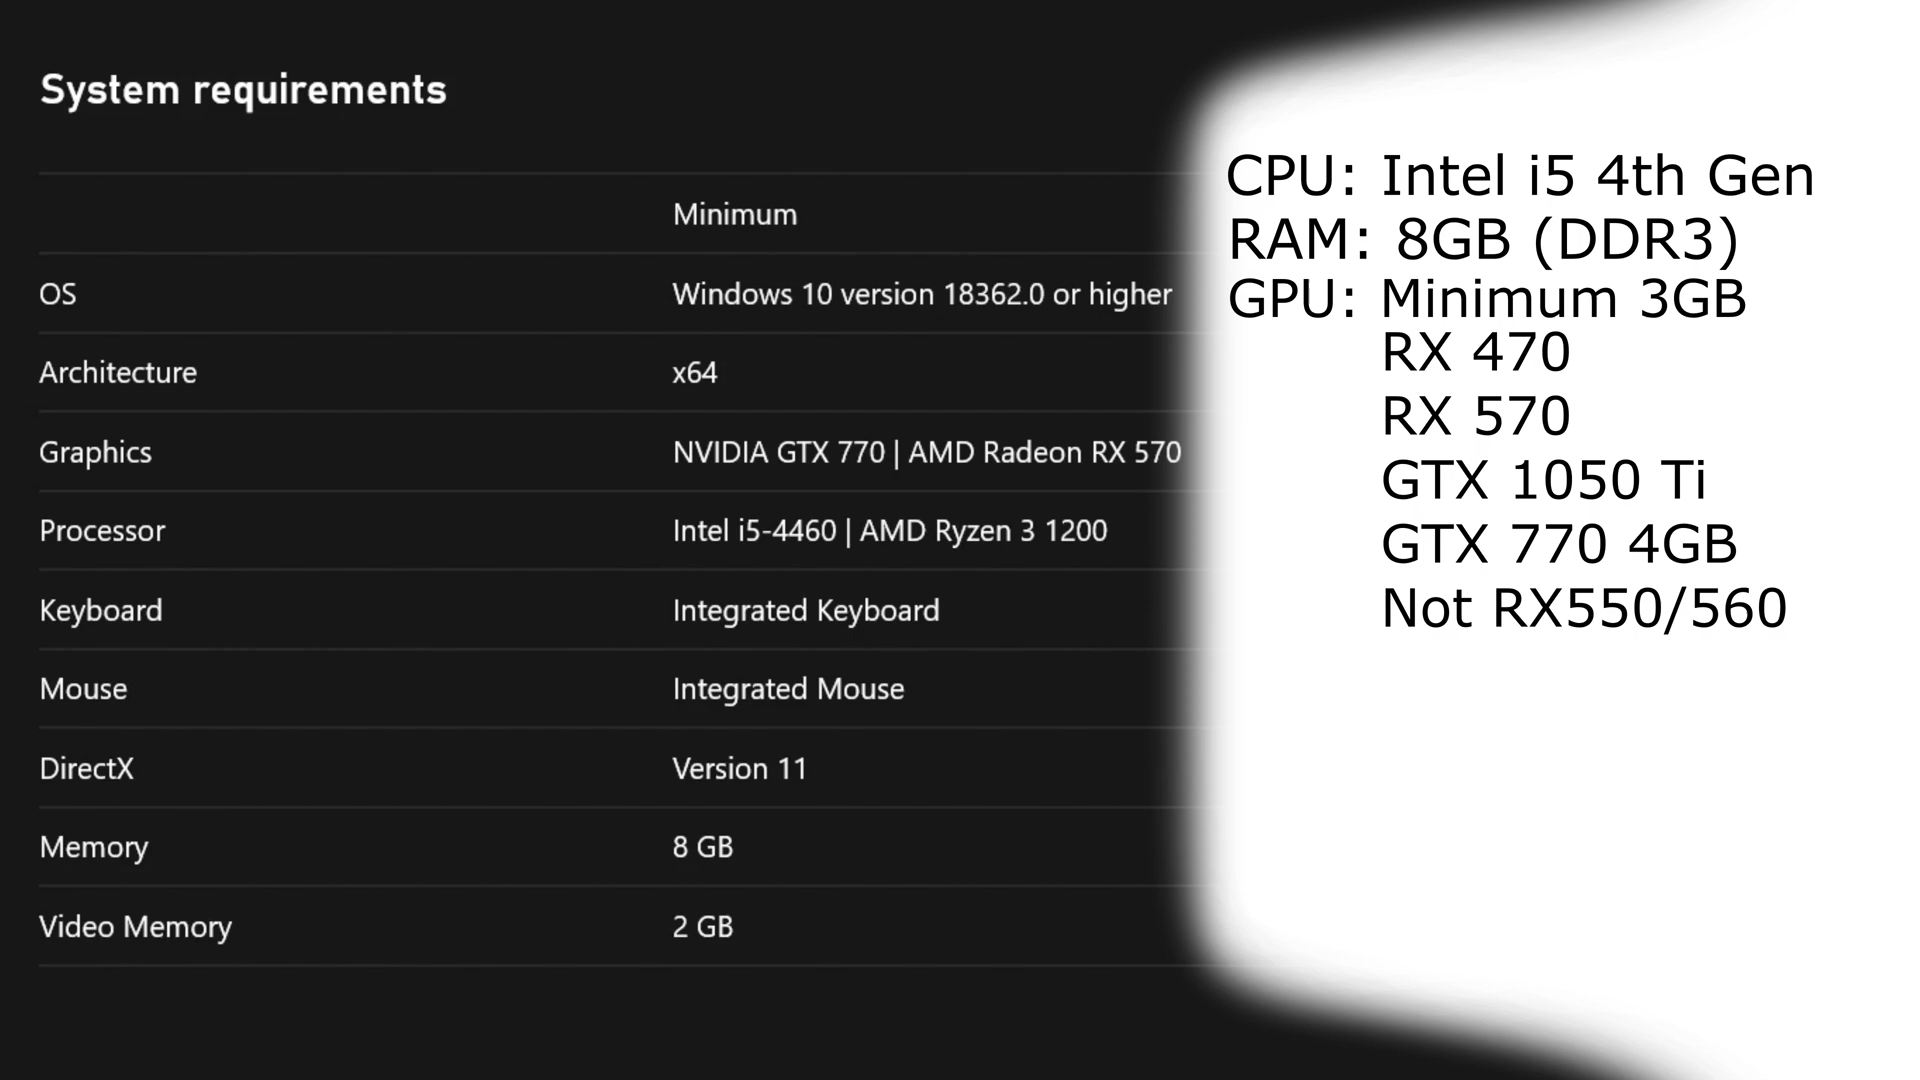 System requirements
Minimum
OS Windows 10 version 18362.0 or higher
Architecture x64
Graphics NVIDIA GTX 770 | AMD Radeon RX 570
Processor Intel i5-4460 | AMD Ryzen 3 1200
Keyboard Integrated Keyboard
Mouse Integrated Mouse
DirectX Version 11
Memory 8 GB
Video Memory 2 GB
CPU: Intel i5 4th Gen
RAM: 8GB (DDR3)
GPU: Minimum 3GB
RX 470
RX 570
GTX 1050 Ti
GTX 770 4GB
Not RX550/560